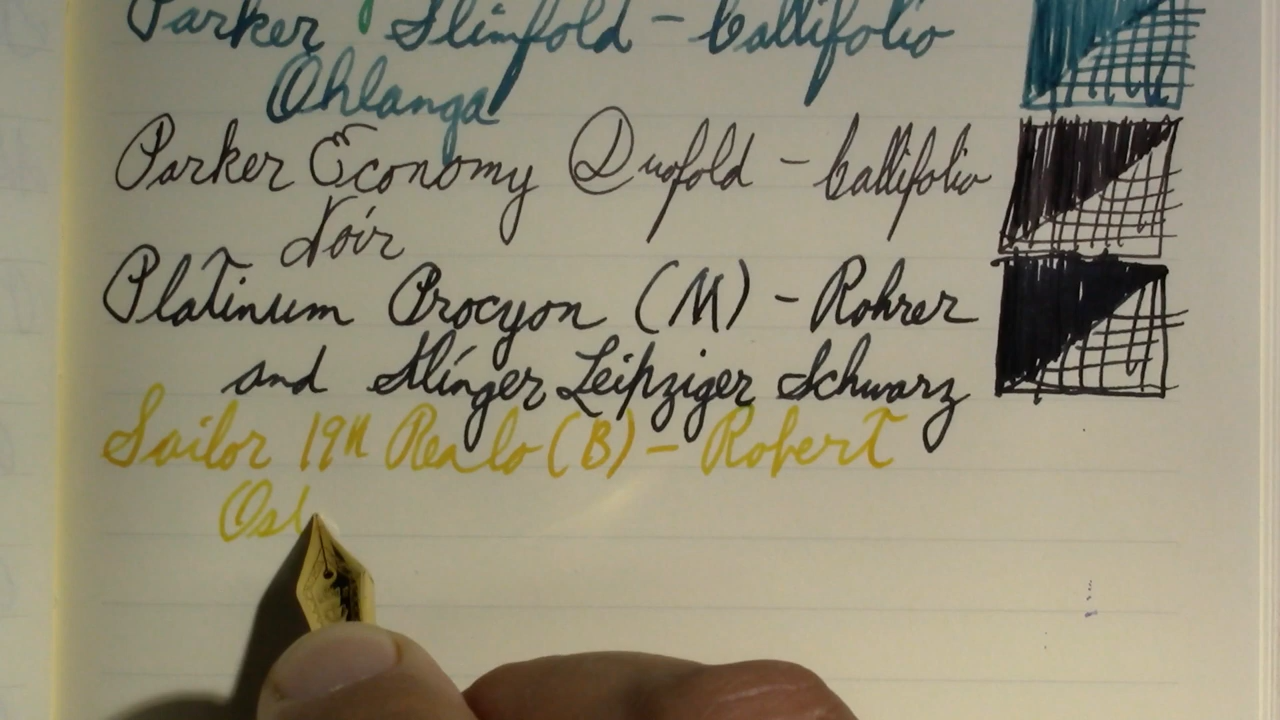 Parker Slimfold - Callifolio
Ohlanga
Parker Economy Duofold - Callifolio
Noir
Platinum Procyon (M) - Rohrer
and Klinger Leipziger Schwarz
Sailor 1911 Realo (B) - Robert
Ost